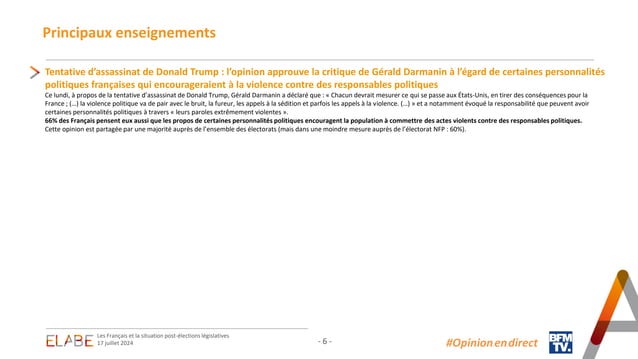 Principaux enseignements
Tentative d’assassinat de Donald Trump : l’opinion approuve la critique de Gérald Darmanin à l’égard de certaines personnalités
politiques françaises qui encourageraient à la violence contre des responsables politiques
Ce lundi, à propos de la tentative d’assassinat de Donald Trump, Gérald Darmanin a déclaré que : « Chacun devrait mesurer ce qui se passe aux États-Unis, en tirer des conséquences pour la
France ; (…) la violence politique va de pair avec le bruit, la fureur, les appels à la sédition et parfois les appels à la violence. (…) » et a notamment évoqué la responsabilité que peuvent avoir
certaines personnalités politiques à travers « leurs paroles extrêmement violentes ».
66% des Français pensent eux aussi que les propos de certaines personnalités politiques encouragent la population à commettre des actes violents contre des responsables politiques.
Cette opinion est partagée par une majorité auprès de l’ensemble des électorats (mais dans une moindre mesure auprès de l’électorat NFP : 60%).
ELABE
Les Français et la situation post-élections législatives
17 juillet 2024
- 6 -
#Opinionendirect
BFM
TV.